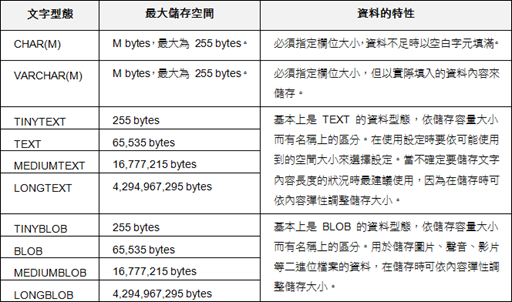 文字型態 最大儲存空間 資料的特性
CHAR(M) M bytes，最大為 255 bytes。 必須指定欄位大小，資料不足時以空白字元填滿。
VARCHAR(M) M bytes，最大為 255 bytes。 必須指定欄位大小，但以實際填入的資料內容來
儲存。
TINYTEXT 255 bytes 基本上是 TEXT 的資料型態，依儲存容量大小
而有名稱上的區分。在使用設定時要依可能使用
TEXT 65,535 bytes
到的空間大小來選擇設定。當不確定要儲存文字
MEDIUMTEXT 16,777,215 bytes
內容長度的狀況時最建議使用，因為在儲存時可
LONGTEXT 4,294,967,295 bytes
依內容彈性調整儲存大小。
TINYBLOB 255 bytes 基本上是 BLOB 的資料型態，依儲存容量大小
而有名稱上的區分。用於儲存圖片、聲音、影片
BLOB 65,535 bytes
等二進位檔案的資料，在儲存時可依內容彈性調
MEDIUMBLOB 16,777,215 bytes
整儲存大小。
LONGBLOB 4,294,967,295 bytes